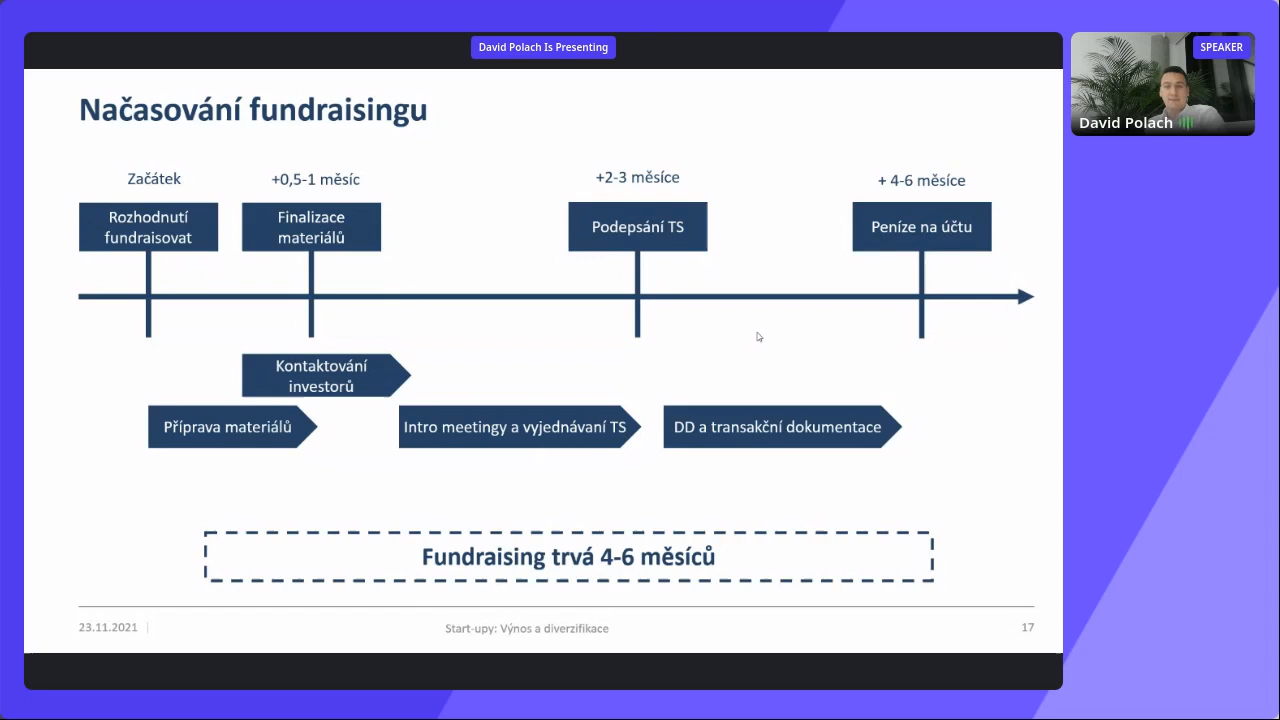 David Polach Is Presenting
SPEAKER
David Polach
Načasování fundraisingu
Začátek
+0,5-1 měsíc
+2-3 měsíce
+ 4-6 měsíce
Rozhodnutí
fundraisovat
Finalizace
materiálů
Podepsání TS
Peníze na účtu
Kontaktování
investorů
Příprava materiálů
Intro meetingy a vyjednávaní TS
DD a transakční dokumentace
Fundraising trvá 4-6 měsíců
23.11.2021
Start-upy: Výnos a diverzifikace
17